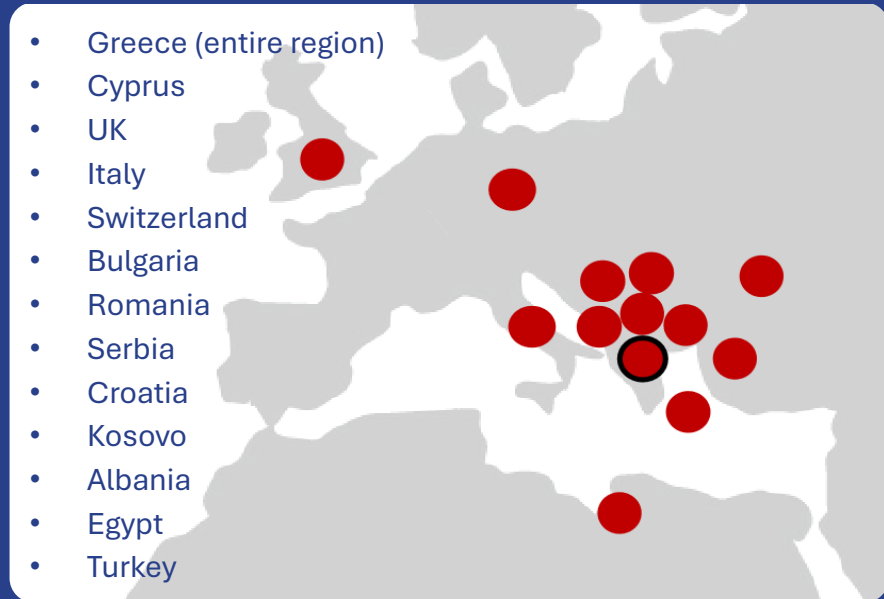 • Greece (entire region)
• Cyprus
• UK
• Italy
• Switzerland
• Bulgaria
• Romania
• Serbia
• Croatia
• Kosovo
• Albania
• Egypt
• Turkey